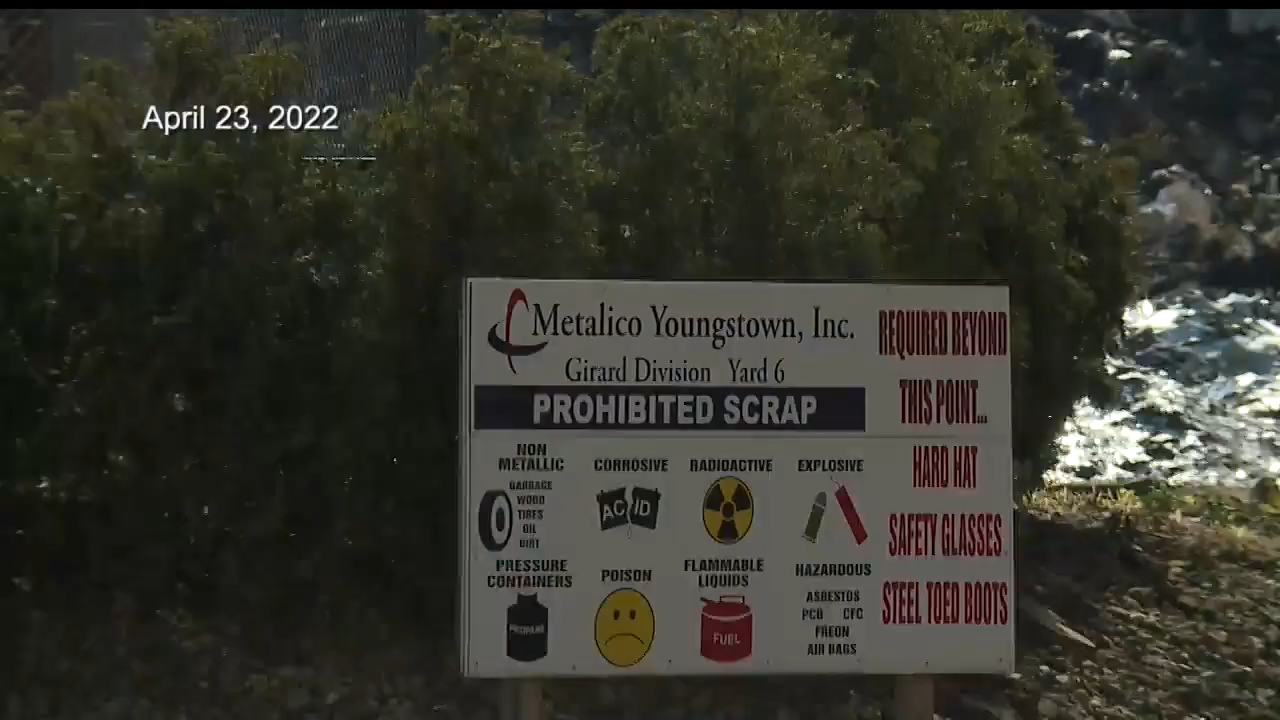 April 23, 2022
Metalico Youngstown, Inc.
Girard Division Yard 6
PROHIBITED SCRAP
NON
METALLIC
GARBAGE
WOOD
TIRES
OIL
DIRT
CORROSIVE
ACID
RADIOACTIVE
EXPLOSIVE
PRESSURE
CONTAINERS
PROPANE
POISON
FLAMMABLE
LIQUIDS
FUEL
HAZARDOUS
ASBESTOS
PCB CFC
FREON
AIR BAGS
REQUIRED BEYOND
THIS POINT...
HARD HAT
SAFETY GLASSES
STEEL TOED BOOTS